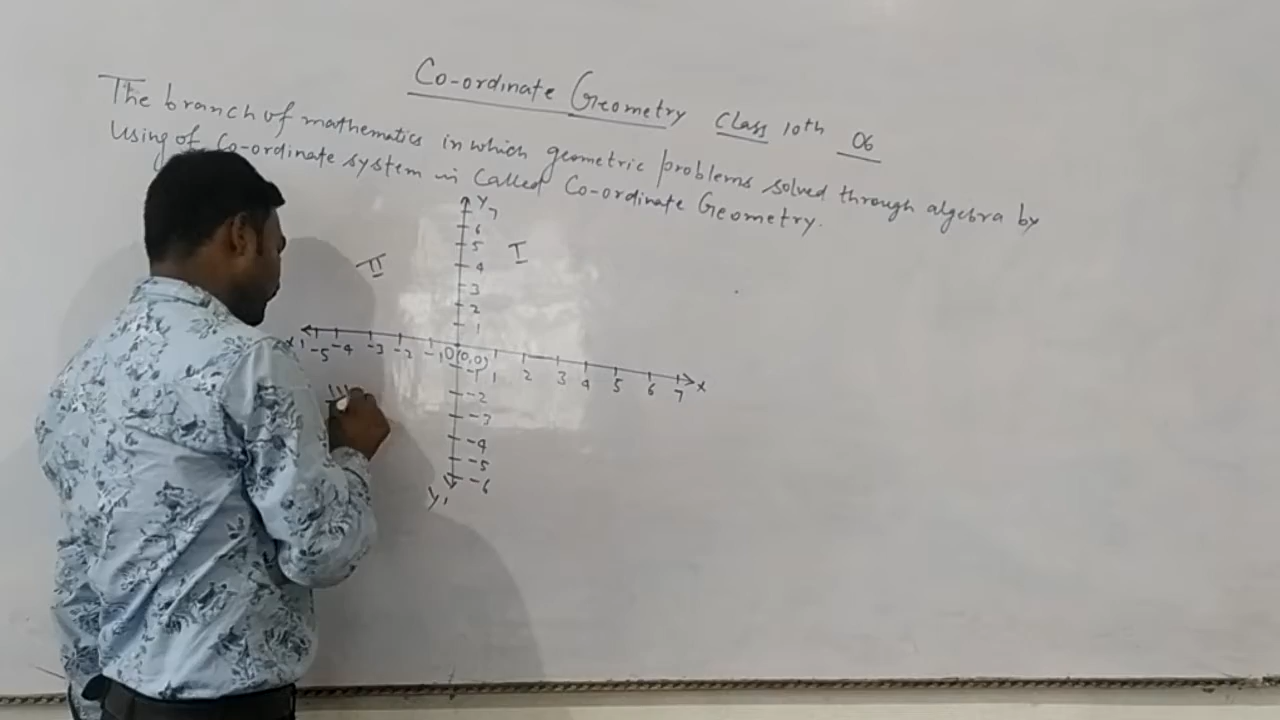 Co-ordinate Geometry Class 10th 06
The branch of mathematics in which geometric problems solved through algebra by
Using of Co-ordinate system in Called Co-ordinate Geometry.
Y
7
6
II I
5
4
3
2
1
X' -5 -4 -3 -2 -1 O(0,0) 1 2 3 4 5 6 7 X
-1
III
-2
-3
-4
-5
-6
Y'